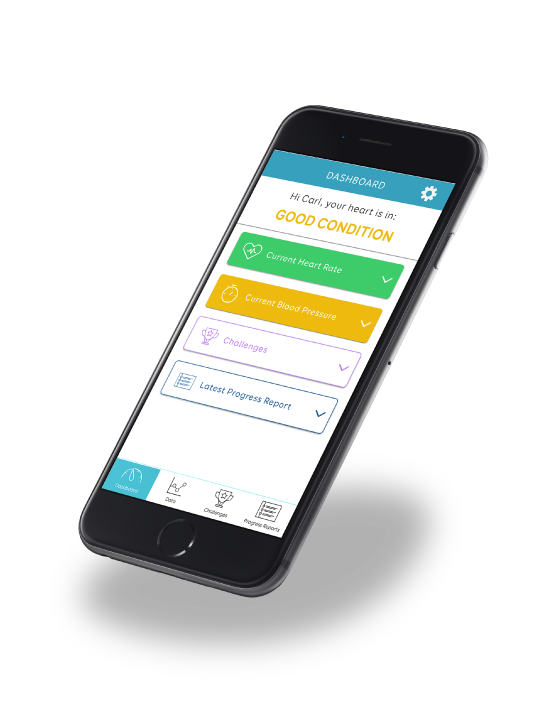 DASHBOARD
Hi Carl, your heart is in:
GOOD CONDITION
Current Heart Rate
Current Blood Pressure
Challenges
Latest Progress Report
Dashboard
Data
Challenges
Progress Reports